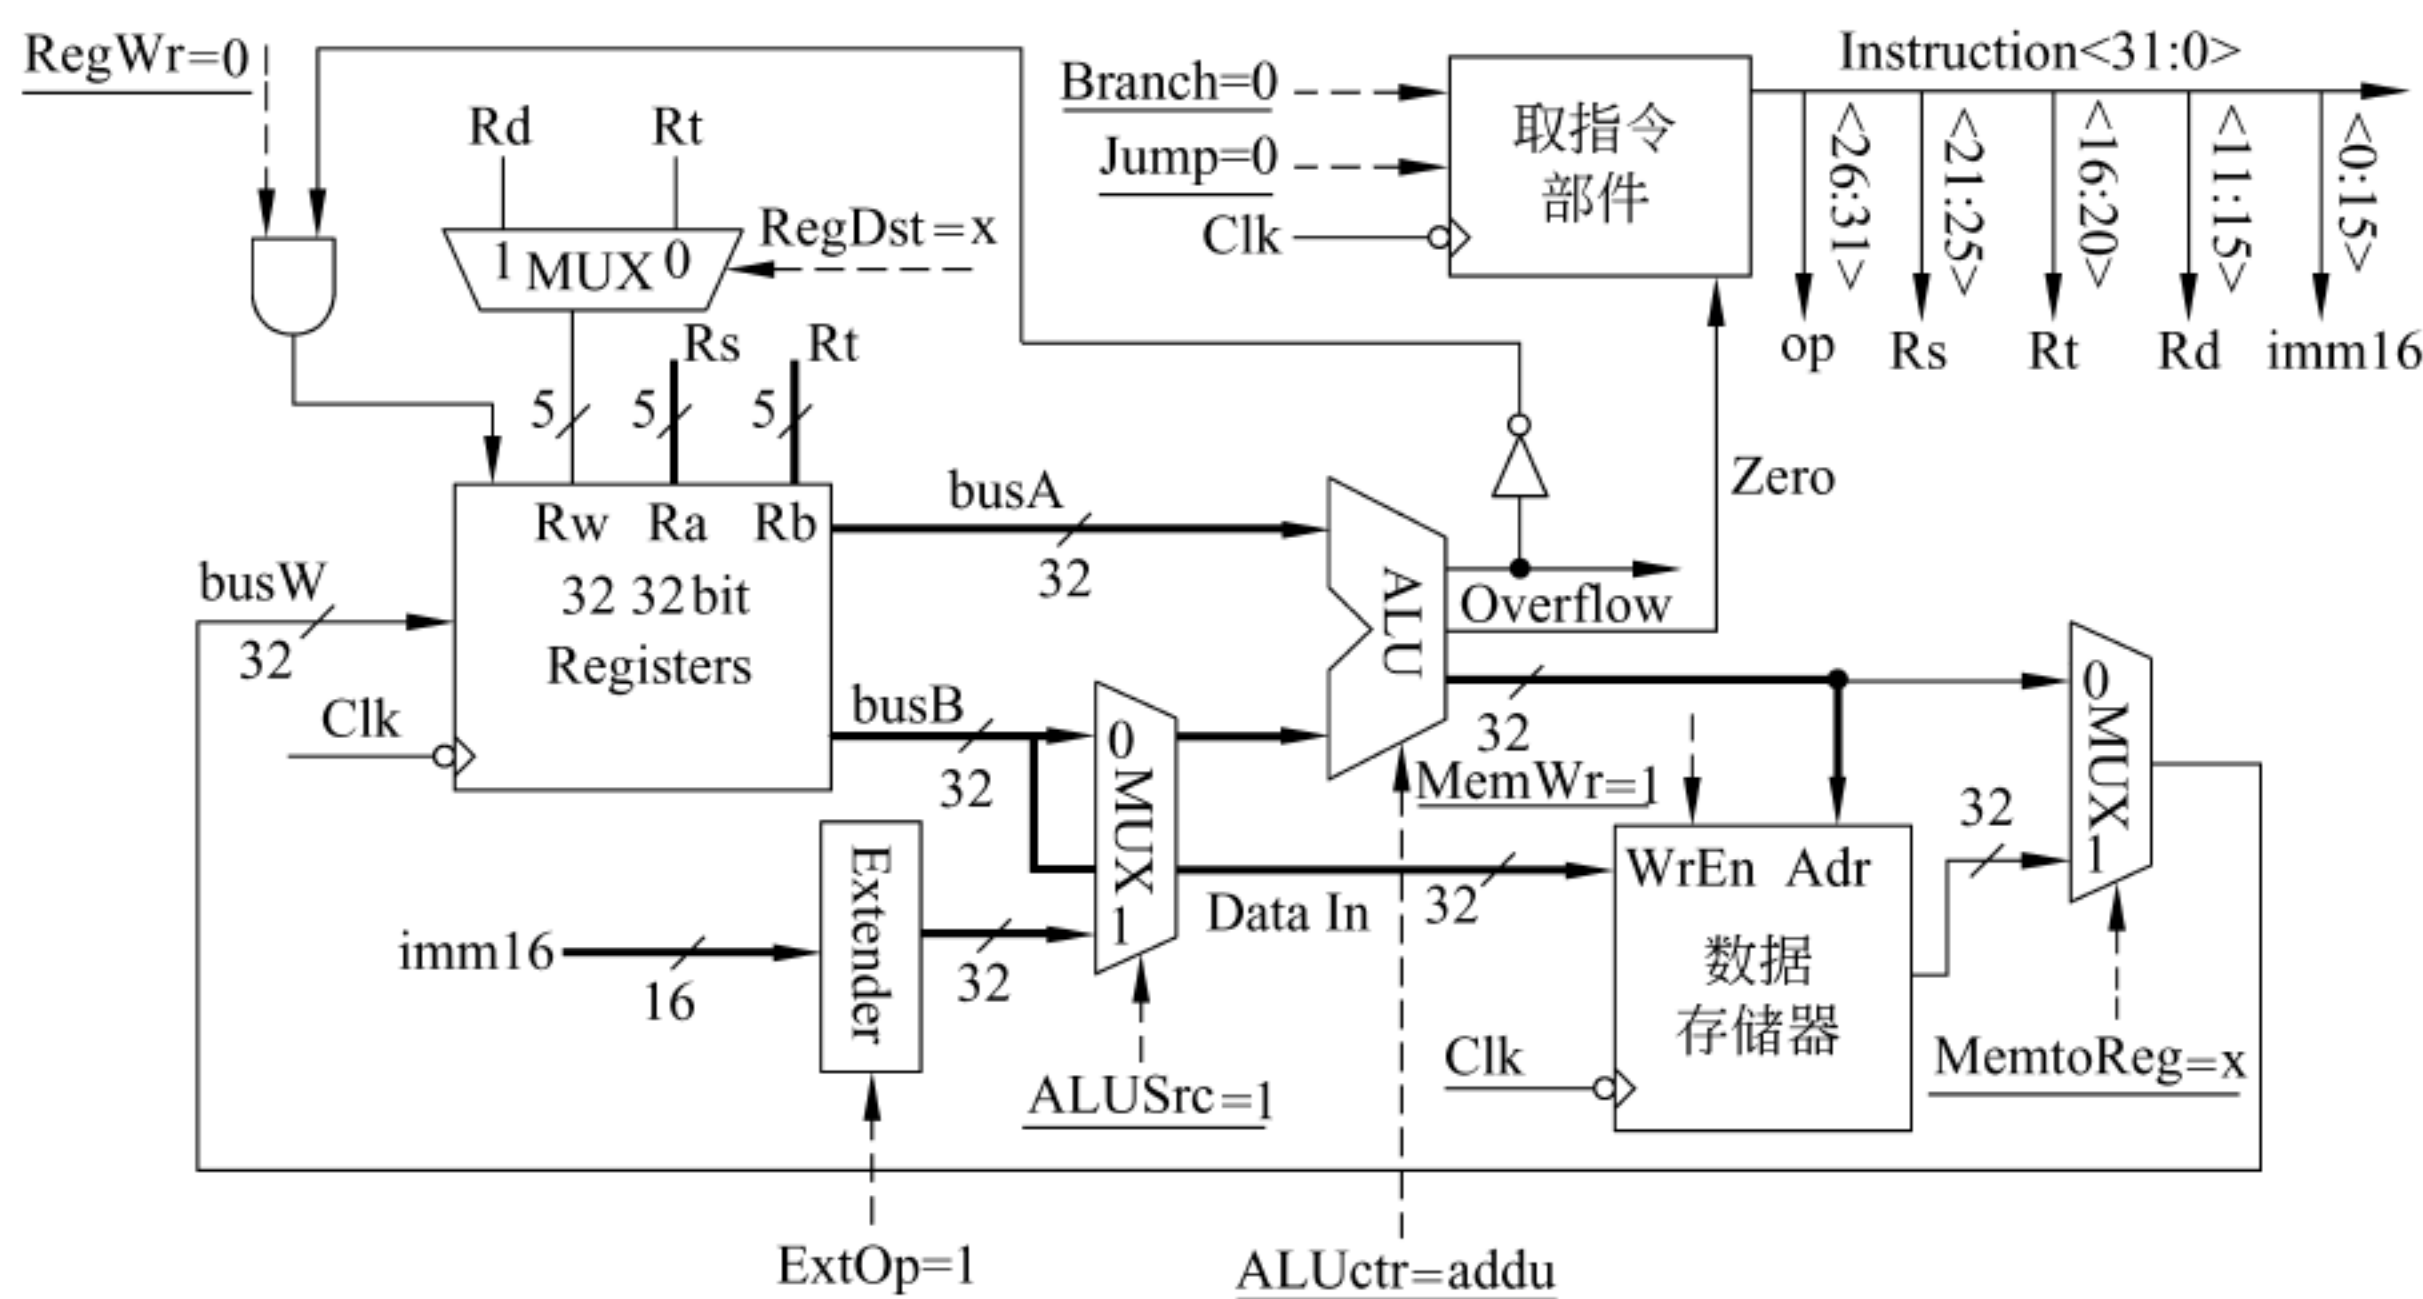 RegWr=0
Rd
Rt
1 MUX 0
RegDst=x
Branch=0
Jump=0
Clk
取指令
部件
Instruction<31:0>
<26:31>
<21:25>
<16:20>
<11:15>
<0:15>
op
Rs
Rt
Rd
imm16
Rs
Rt
5
5
5
Rw
Ra
Rb
32 32bit
Registers
busW
32
Clk
busA
32
busB
32
imm16
16
Extender
32
ExtOp=1
0
MUX
1
ALUSrc=1
Data In
32
ALU
Overflow
Zero
32
ALUctr=addu
MemWr=1
WrEn Adr
数据
存储器
Clk
32
0
MUX
1
MemtoReg=x